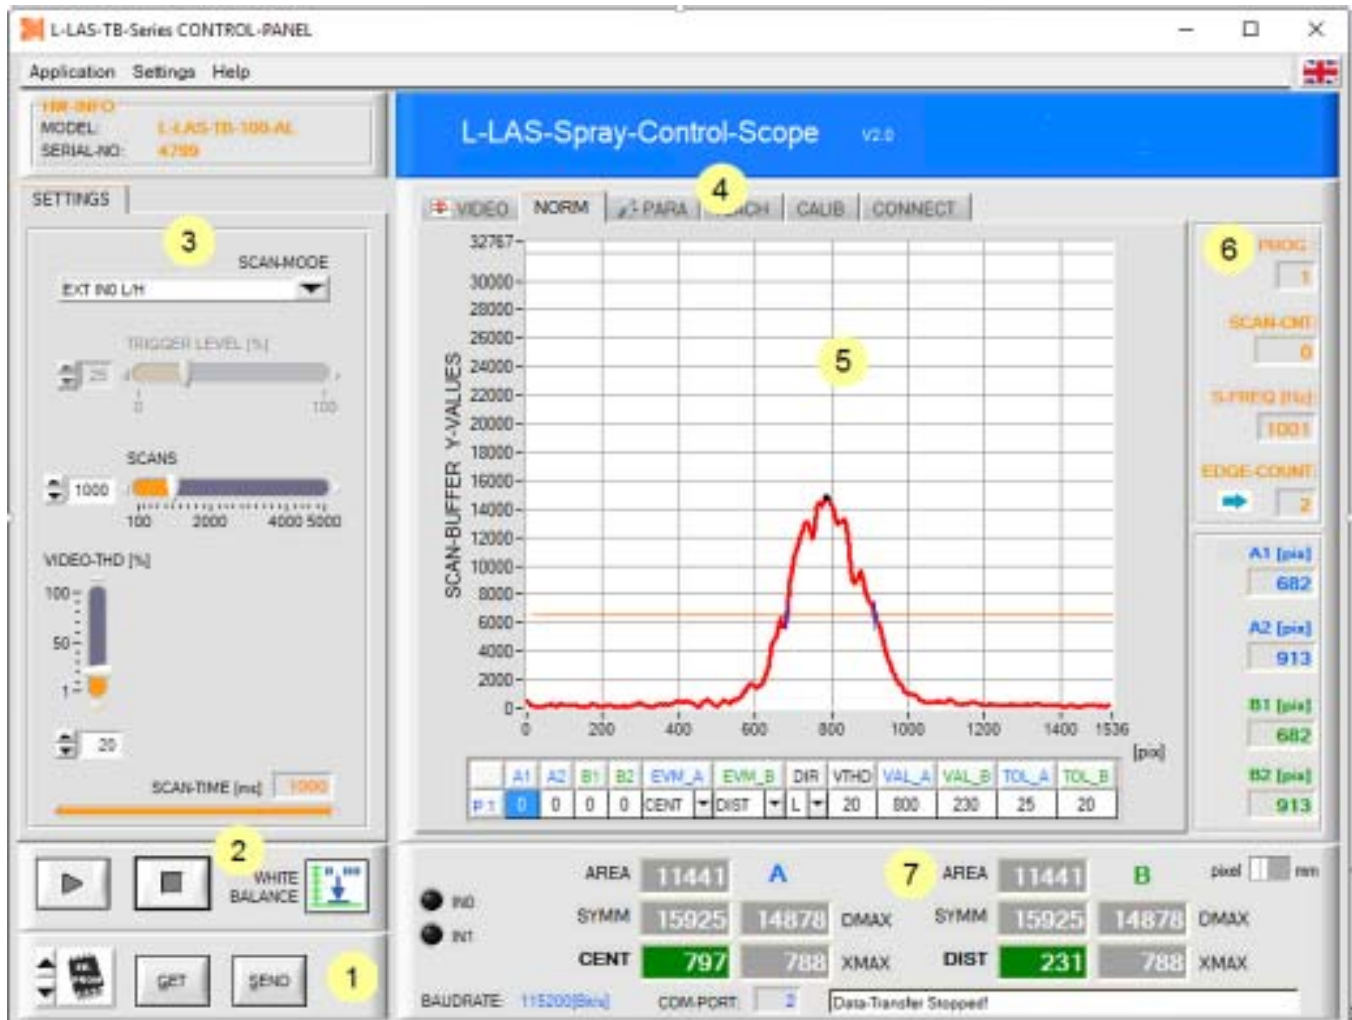 L-LAS-TB-Series CONTROL-PANEL
Application Settings Help
HW-INFO
MODEL: L-LAS-TB-100-AL
SERIAL-NO: 4799
L-LAS-Spray-Control-Scope V2.0
SETTINGS
3
SCAN-MODE
EXT IN0 L/H
TRIGGER LEVEL [%]
25
0 100
SCANS
1000
100 2000 4000 5000
VIDEO-THD [%]
100
50
1
20
SCAN-TIME [ms] 1000
2
WHITE
BALANCE
GET SEND 1
4
VIDEO NORM PARA CALIB CONNECT
SCAN-BUFFER Y-VALUES
32767
30000
28000
26000
24000
22000
20000
18000
16000
14000
12000
10000
8000
6000
4000
2000
0
5
0 200 400 600 800 1000 1200 1400 1536
[pix]
A1 A2 B1 B2 EVM_A EVM_B DIR VTHD VAL_A VAL_B TOL_A TOL_B
P 1 0 0 0 0 CENT DIST L 20 800 230 25 20
6 PROG
1
SCAN-CNT
0
S-FREQ [Hz]
1001
EDGE-COUNT
2
A1 [pix]
682
A2 [pix]
913
B1 [pix]
682
B2 [pix]
913
IN0
IN1
AREA 11441 A
SYMM 15925 14878 DMAX
CENT 797 788 XMAX
7 AREA 11441 B pixel mm
SYMM 15925 14878 DMAX
DIST 231 788 XMAX
BAUDRATE: 115200[Bit/s] COM-PORT: 2 Data-Transfer Stopped!